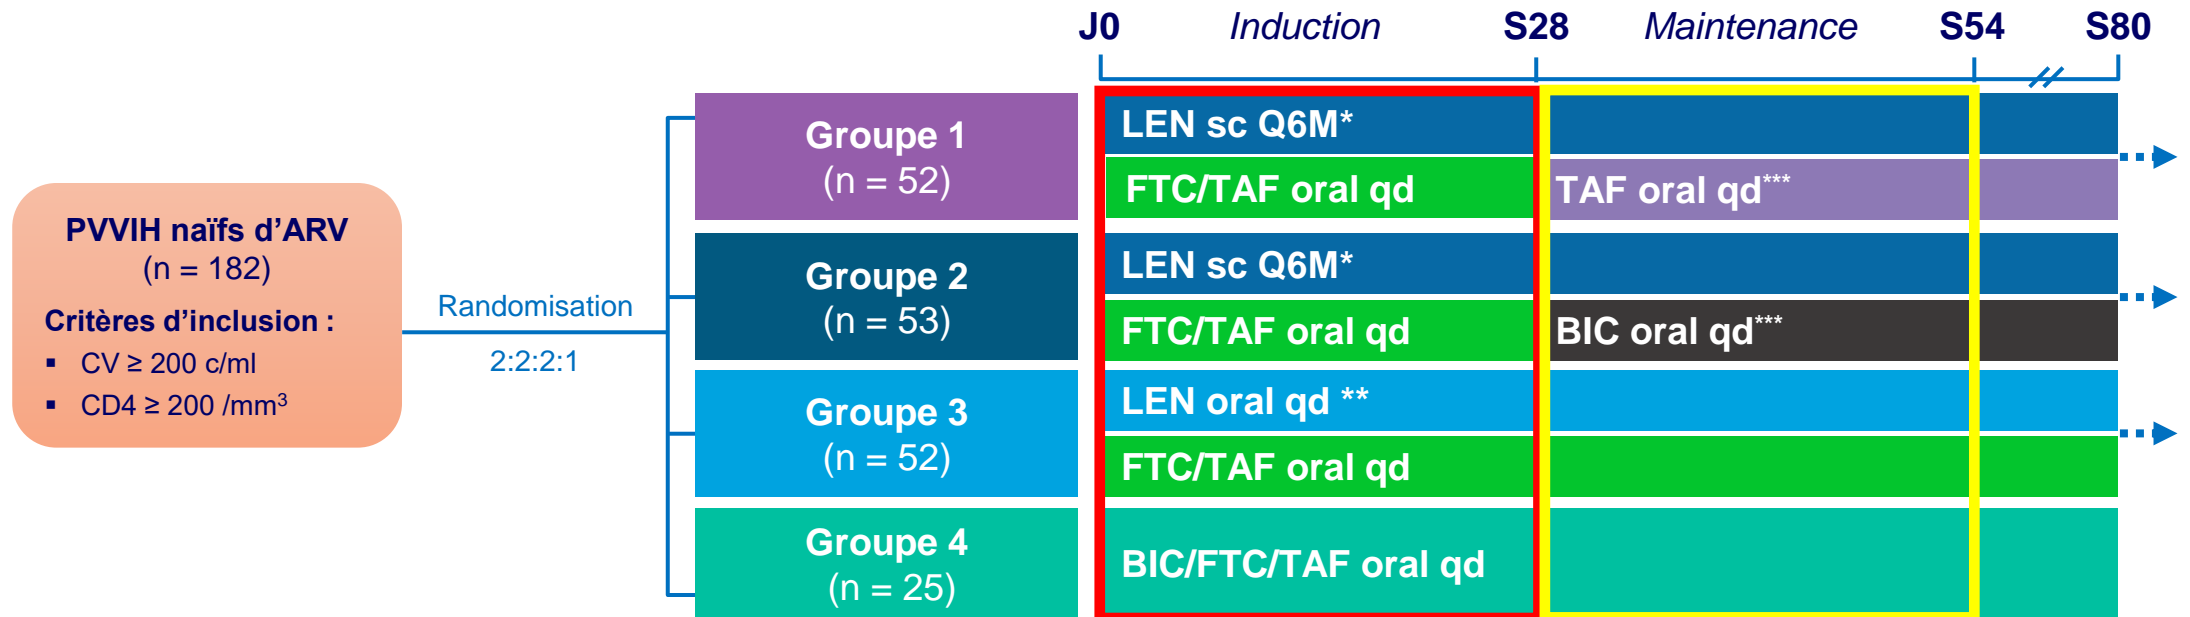 J0 Induction S28 Maintenance S54 S80
PVVIH naïfs d’ARV
(n = 182)
Critères d’inclusion :
▪ CV ≥ 200 c/ml
▪ CD4 ≥ 200 /mm³
Randomisation
2:2:2:1
Groupe 1
(n = 52)
LEN sc Q6M*
FTC/TAF oral qd
TAF oral qd***
Groupe 2
(n = 53)
LEN sc Q6M*
FTC/TAF oral qd
BIC oral qd***
Groupe 3
(n = 52)
LEN oral qd **
FTC/TAF oral qd
Groupe 4
(n = 25)
BIC/FTC/TAF oral qd